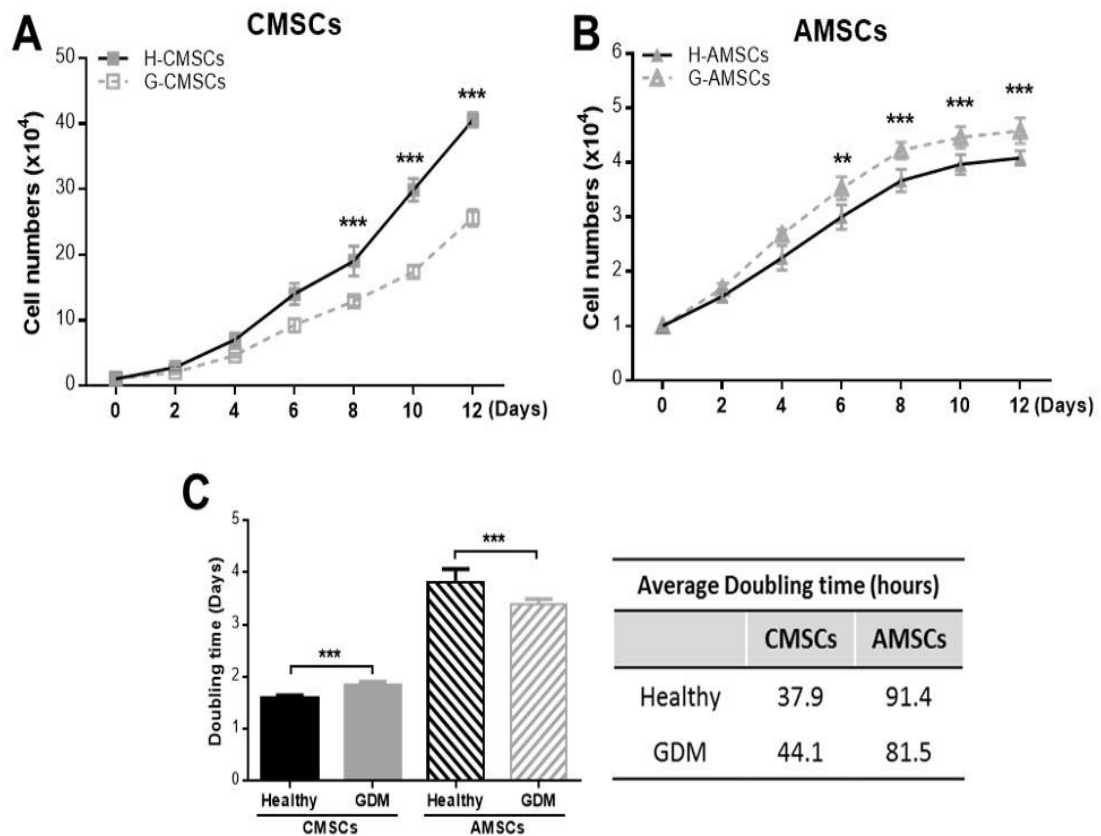 A
CMSCs
H-CMSCs
G-CMSCs
Cell numbers (x10⁴)
50
40
30
20
10
0
***
***
***
0 2 4 6 8 10 12 (Days)
B
AMSCs
H-AMSCs
G-AMSCs
Cell numbers (x10⁴)
6
5
4
3
2
1
0
**
***
***
***
0 2 4 6 8 10 12 (Days)
C
Doubling time (Days)
5
4
3
2
1
0
***
***
Healthy GDM Healthy GDM
CMSCs AMSCs
Average Doubling time (hours)
CMSCs AMSCs
Healthy 37.9 91.4
GDM 44.1 81.5